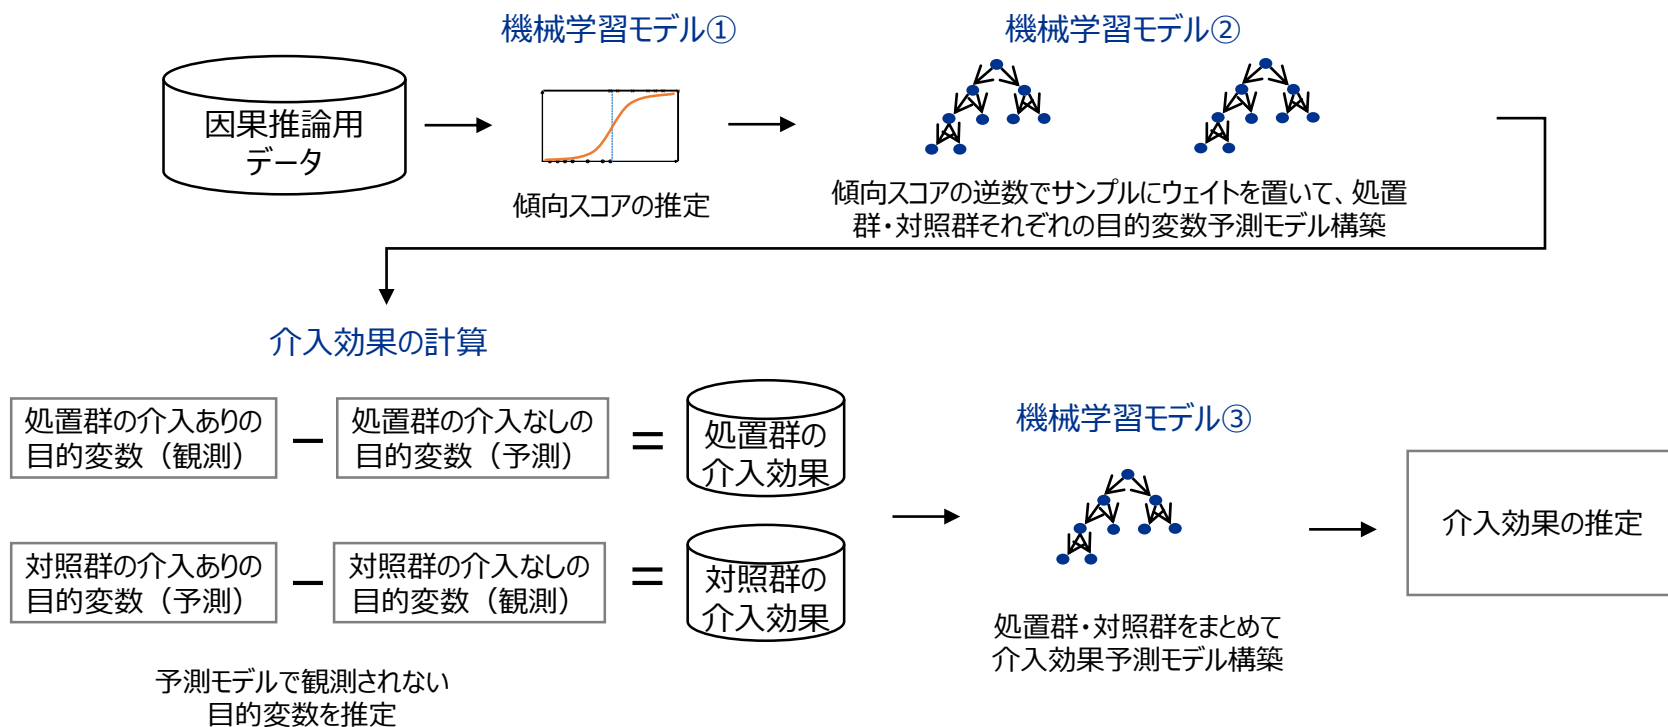 機械学習モデル①
機械学習モデル②
因果推論用
データ
傾向スコアの推定
傾向スコアの逆数でサンプルにウェイトを置いて、処置
群・対照群それぞれの目的変数予測モデル構築
介入効果の計算
処置群の介入ありの
目的変数（観測）
−
処置群の介入なしの
目的変数（予測）
=
処置群の
介入効果
対照群の介入ありの
目的変数（予測）
−
対照群の介入なしの
目的変数（観測）
=
対照群の
介入効果
予測モデルで観測されない
目的変数を推定
機械学習モデル③
処置群・対照群をまとめて
介入効果予測モデル構築
介入効果の推定